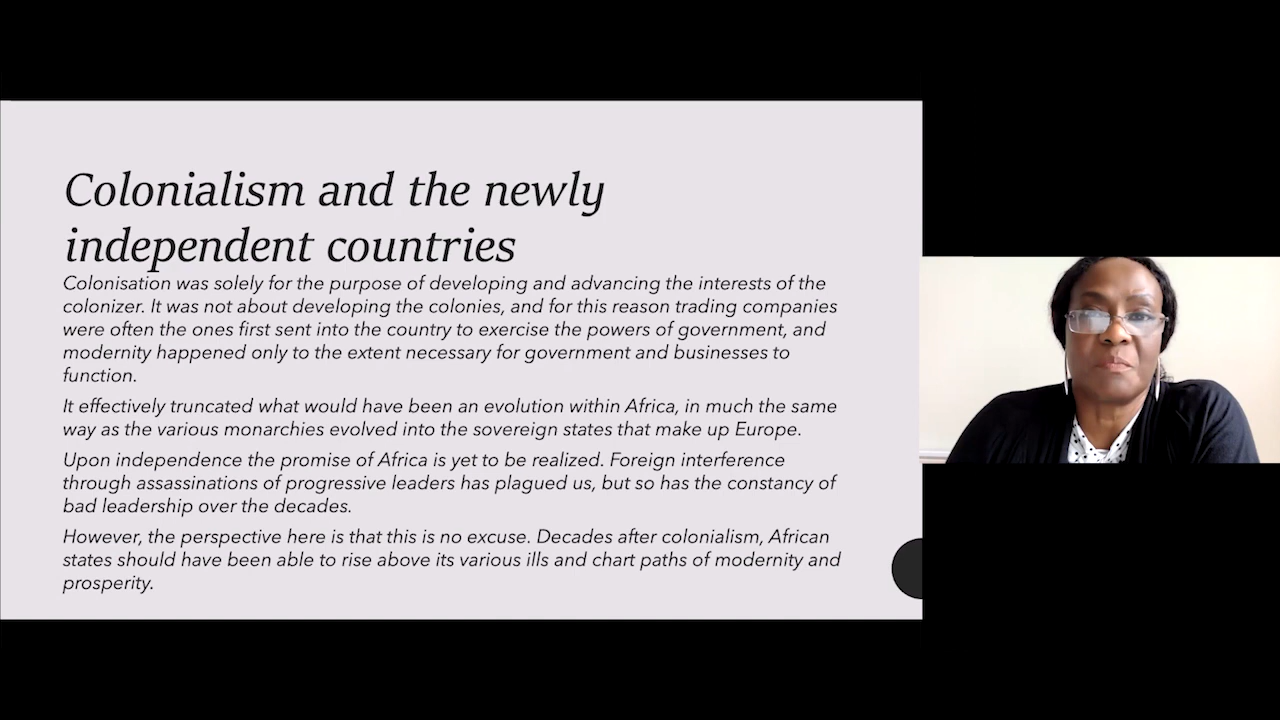 Colonialism and the newly
independent countries
Colonisation was solely for the purpose of developing and advancing the interests of the
colonizer. It was not about developing the colonies, and for this reason trading companies
were often the ones first sent into the country to exercise the powers of government, and
modernity happened only to the extent necessary for government and businesses to
function.
It effectively truncated what would have been an evolution within Africa, in much the same
way as the various monarchies evolved into the sovereign states that make up Europe.
Upon independence the promise of Africa is yet to be realized. Foreign interference
through assassinations of progressive leaders has plagued us, but so has the constancy of
bad leadership over the decades.
However, the perspective here is that this is no excuse. Decades after colonialism, African
states should have been able to rise above its various ills and chart paths of modernity and
prosperity.